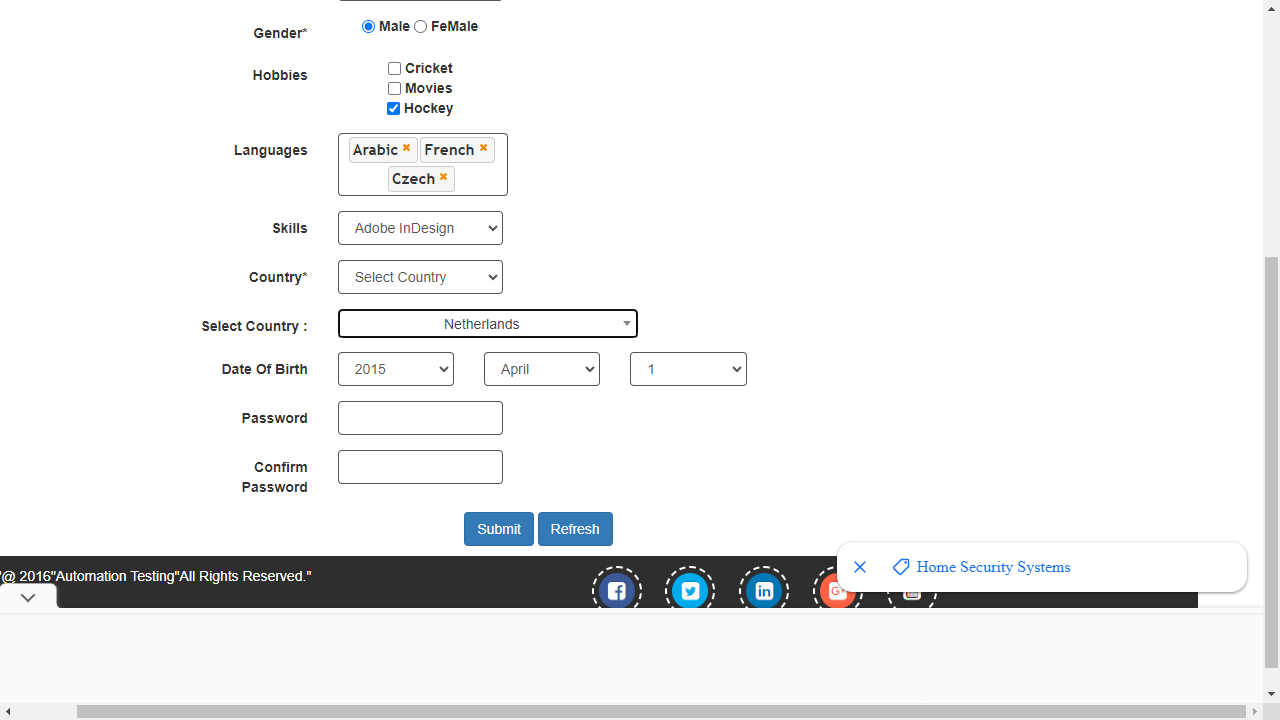 Gender* Male FeMale
Hobbies Cricket
Movies
Hockey
Languages Arabic French
Czech
Skills Adobe InDesign
Country* Select Country
Select Country : Netherlands
Date Of Birth 2015 April 1
Password
Confirm
Password
Submit Refresh
"@ 2016"Automation Testing"All Rights Reserved."
Home Security Systems